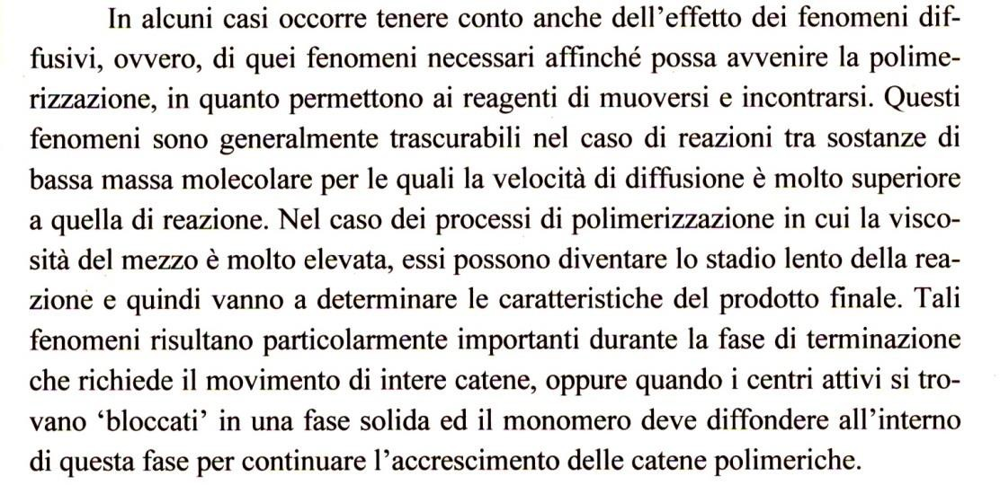 In alcuni casi occorre tenere conto anche dell’effetto dei fenomeni dif-
fusivi, ovvero, di quei fenomeni necessari affinché possa avvenire la polime-
rizzazione, in quanto permettono ai reagenti di muoversi e incontrarsi. Questi
fenomeni sono generalmente trascurabili nel caso di reazioni tra sostanze di
bassa massa molecolare per le quali la velocità di diffusione è molto superiore
a quella di reazione. Nel caso dei processi di polimerizzazione in cui la visco-
sità del mezzo è molto elevata, essi possono diventare lo stadio lento della rea-
zione e quindi vanno a determinare le caratteristiche del prodotto finale. Tali
fenomeni risultano particolarmente importanti durante la fase di terminazione
che richiede il movimento di intere catene, oppure quando i centri attivi si tro-
vano ‘bloccati’ in una fase solida ed il monomero deve diffondere all’interno
di questa fase per continuare l’accrescimento delle catene polimeriche.